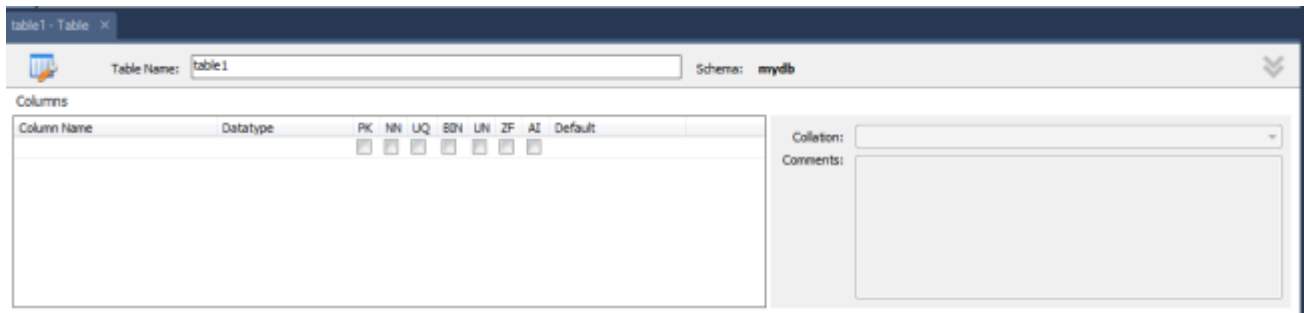 table1 - Table ×
Table Name: table1 Schema: mydb
Columns
Column Name Datatype PK NN UQ BIN UN ZF AI Default
Collation:
Comments: